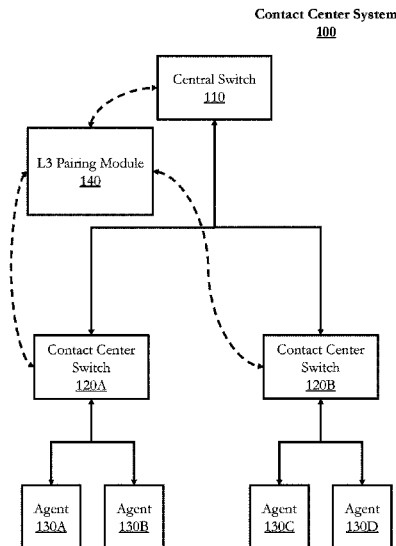 Contact Center System
100
Central Switch
110
L3 Pairing Module
140
Contact Center
Switch
120A
Contact Center
Switch
120B
Agent
130A
Agent
130B
Agent
130C
Agent
130D